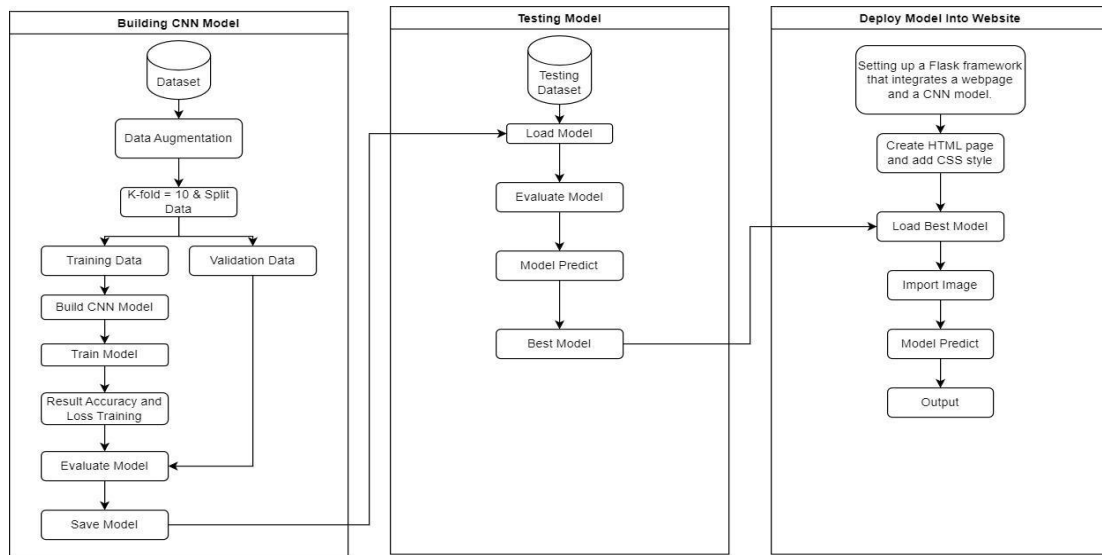 Building CNN Model
Dataset
Data Augmentation
K-fold = 10 & Split
Data
Training Data
Validation Data
Build CNN Model
Train Model
Result Accuracy and
Loss Training
Evaluate Model
Save Model
Testing Model
Testing
Dataset
Load Model
Evaluate Model
Model Predict
Best Model
Deploy Model Into Website
Setting up a Flask framework
that integrates a webpage
and a CNN model.
Create HTML page
and add CSS style
Load Best Model
Import Image
Model Predict
Output